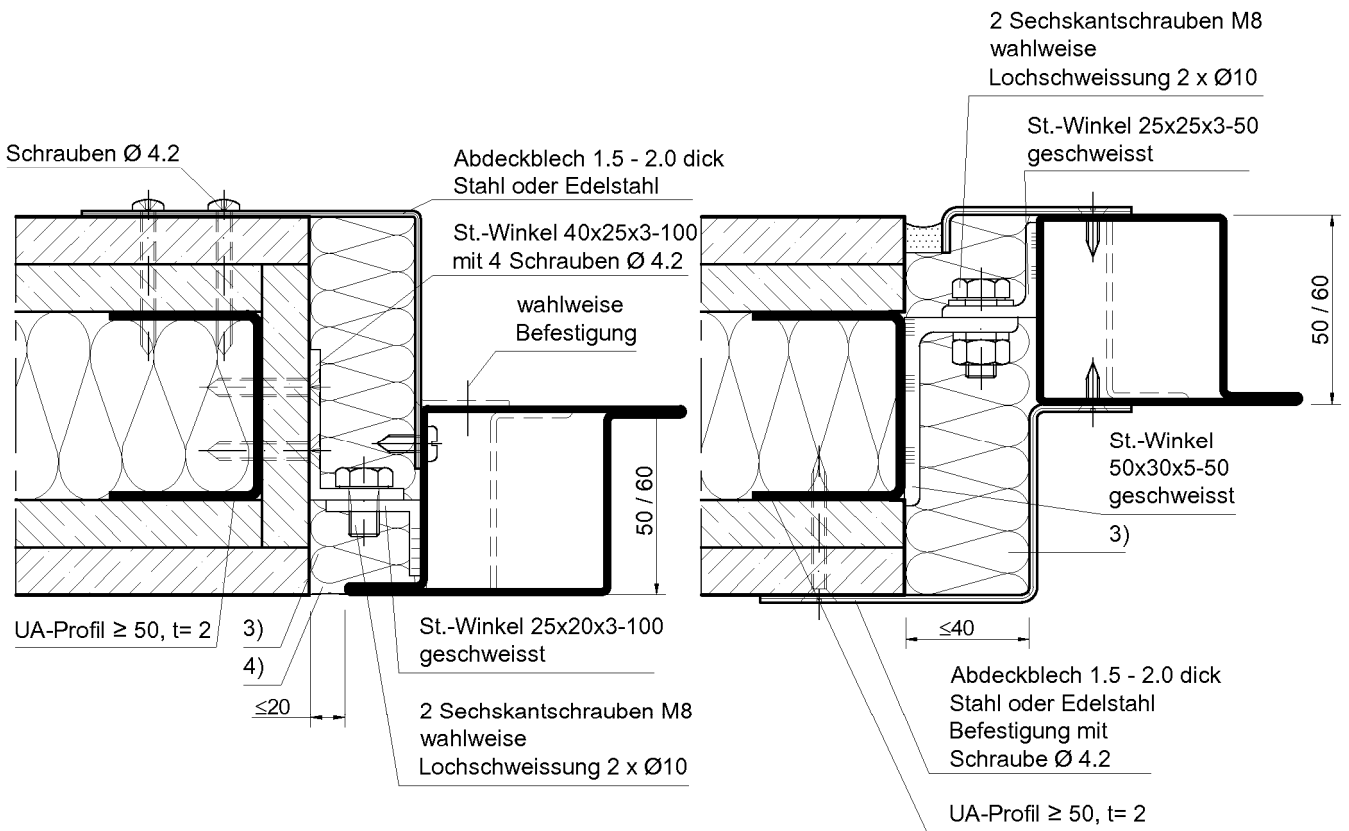 2 Sechskantschrauben M8
wahlweise
Lochschweissung 2 x Ø10
St.-Winkel 25x25x3-50
geschweisst
Schrauben Ø 4.2
Abdeckblech 1.5 - 2.0 dick
Stahl oder Edelstahl
St.-Winkel 40x25x3-100
mit 4 Schrauben Ø 4.2
wahlweise
Befestigung
50 / 60
50 / 60
St.-Winkel
50x30x5-50
geschweisst
3)
UA-Profil ≥ 50, t= 2
3)
4)
≤20
St.-Winkel 25x20x3-100
geschweisst
2 Sechskantschrauben M8
wahlweise
Lochschweissung 2 x Ø10
≤40
Abdeckblech 1.5 - 2.0 dick
Stahl oder Edelstahl
Befestigung mit
Schraube Ø 4.2
UA-Profil ≥ 50, t= 2